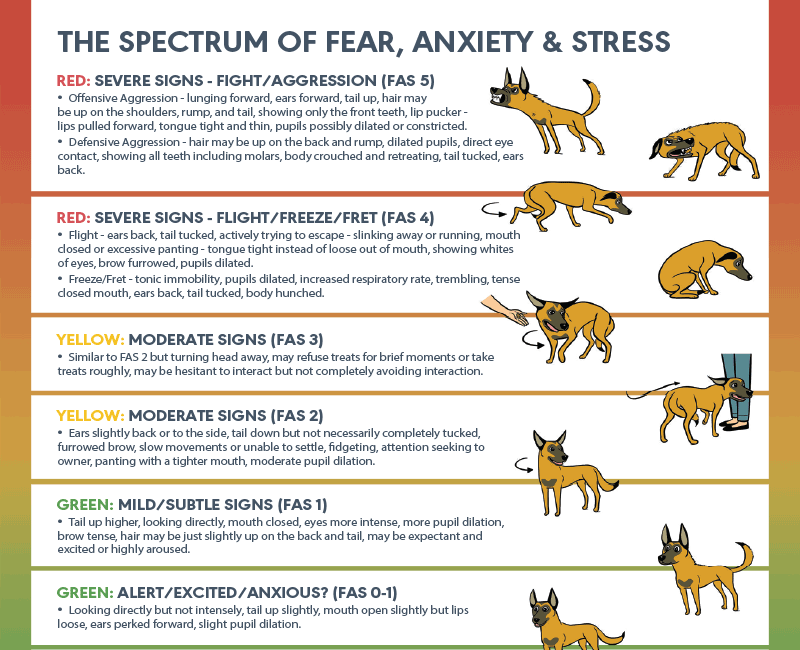 THE SPECTRUM OF FEAR, ANXIETY & STRESS
RED: SEVERE SIGNS - FIGHT/AGGRESSION (FAS 5)
• Offensive Aggression - lunging forward, ears forward, tail up, hair may
be up on the shoulders, rump, and tail, showing only the front teeth, lip pucker -
lips pulled forward, tongue tight and thin, pupils possibly dilated or constricted.
• Defensive Aggression - hair may be up on the back and rump, dilated pupils, direct eye
contact, showing all teeth including molars, body crouched and retreating, tail tucked, ears
back.
RED: SEVERE SIGNS - FLIGHT/FREEZE/FRET (FAS 4)
• Flight - ears back, tail tucked, actively trying to escape - slinking away or running, mouth
closed or excessive panting - tongue tight instead of loose out of mouth, showing whites
of eyes, brow furrowed, pupils dilated.
• Freeze/Fret - tonic immobility, pupils dilated, increased respiratory rate, trembling, tense
closed mouth, ears back, tail tucked, body hunched.
YELLOW: MODERATE SIGNS (FAS 3)
• Similar to FAS 2 but turning head away, may refuse treats for brief moments or take
treats roughly, may be hesitant to interact but not completely avoiding interaction.
YELLOW: MODERATE SIGNS (FAS 2)
• Ears slightly back or to the side, tail down but not necessarily completely tucked,
furrowed brow, slow movements or unable to settle, fidgeting, attention seeking to
owner, panting with a tighter mouth, moderate pupil dilation.
GREEN: MILD/SUBTLE SIGNS (FAS 1)
• Tail up higher, looking directly, mouth closed, eyes more intense, more pupil dilation,
brow tense, hair may be just slightly up on the back and tail, may be expectant and
excited or highly aroused.
GREEN: ALERT/EXCITED/ANXIOUS? (FAS 0-1)
• Looking directly but not intensely, tail up slightly, mouth open slightly but lips
loose, ears perked forward, slight pupil dilation.